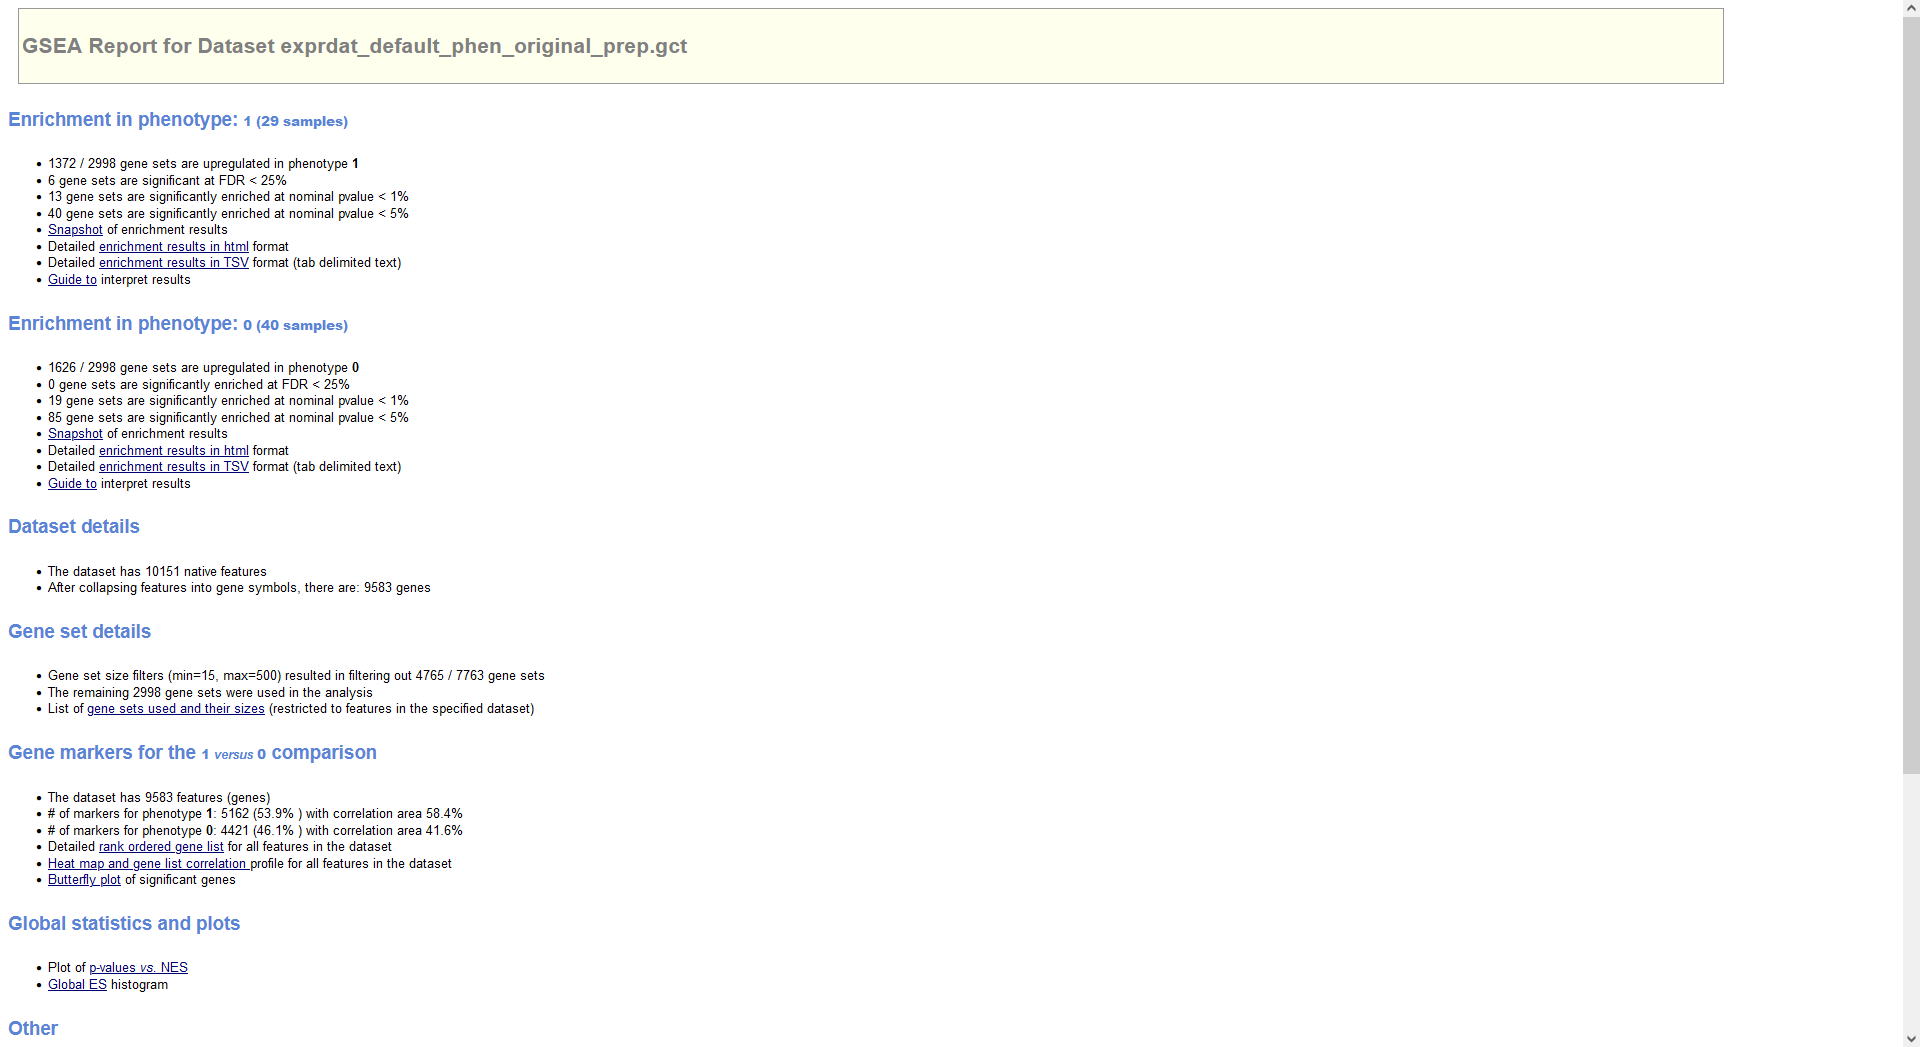 GSEA Report for Dataset exprdat_default_phen_original_prep.gct
Enrichment in phenotype: 1 (29 samples)
1372 / 2998 gene sets are upregulated in phenotype 1
6 gene sets are significant at FDR < 25%
13 gene sets are significantly enriched at nominal pvalue < 1%
40 gene sets are significantly enriched at nominal pvalue < 5%
Snapshot of enrichment results
Detailed enrichment results in html format
Detailed enrichment results in TSV format (tab delimited text)
Guide to interpret results
Enrichment in phenotype: 0 (40 samples)
1626 / 2998 gene sets are upregulated in phenotype 0
0 gene sets are significantly enriched at FDR < 25%
19 gene sets are significantly enriched at nominal pvalue < 1%
85 gene sets are significantly enriched at nominal pvalue < 5%
Snapshot of enrichment results
Detailed enrichment results in html format
Detailed enrichment results in TSV format (tab delimited text)
Guide to interpret results
Dataset details
The dataset has 10151 native features
After collapsing features into gene symbols, there are: 9583 genes
Gene set details
Gene set size filters (min=15, max=500) resulted in filtering out 4765 / 7763 gene sets
The remaining 2998 gene sets were used in the analysis
List of gene sets used and their sizes (restricted to features in the specified dataset)
Gene markers for the 1 versus 0 comparison
The dataset has 9583 features (genes)
# of markers for phenotype 1: 5162 (53.9% ) with correlation area 58.4%
# of markers for phenotype 0: 4421 (46.1% ) with correlation area 41.6%
Detailed rank ordered gene list for all features in the dataset
Heat map and gene list correlation profile for all features in the dataset
Butterfly plot of significant genes
Global statistics and plots
Plot of p-values vs. NES
Global ES histogram
Other